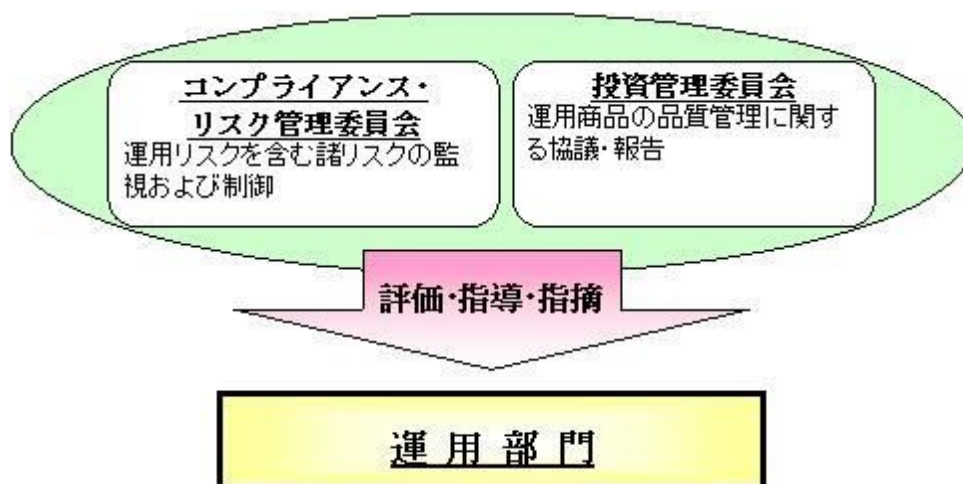 コンプライアンス・
リスク管理委員会
運用リスクを含む諸リスクの監
視および制御
投資管理委員会
運用商品の品質管理に関す
る協議・報告
評価・指導・指摘
運用部門